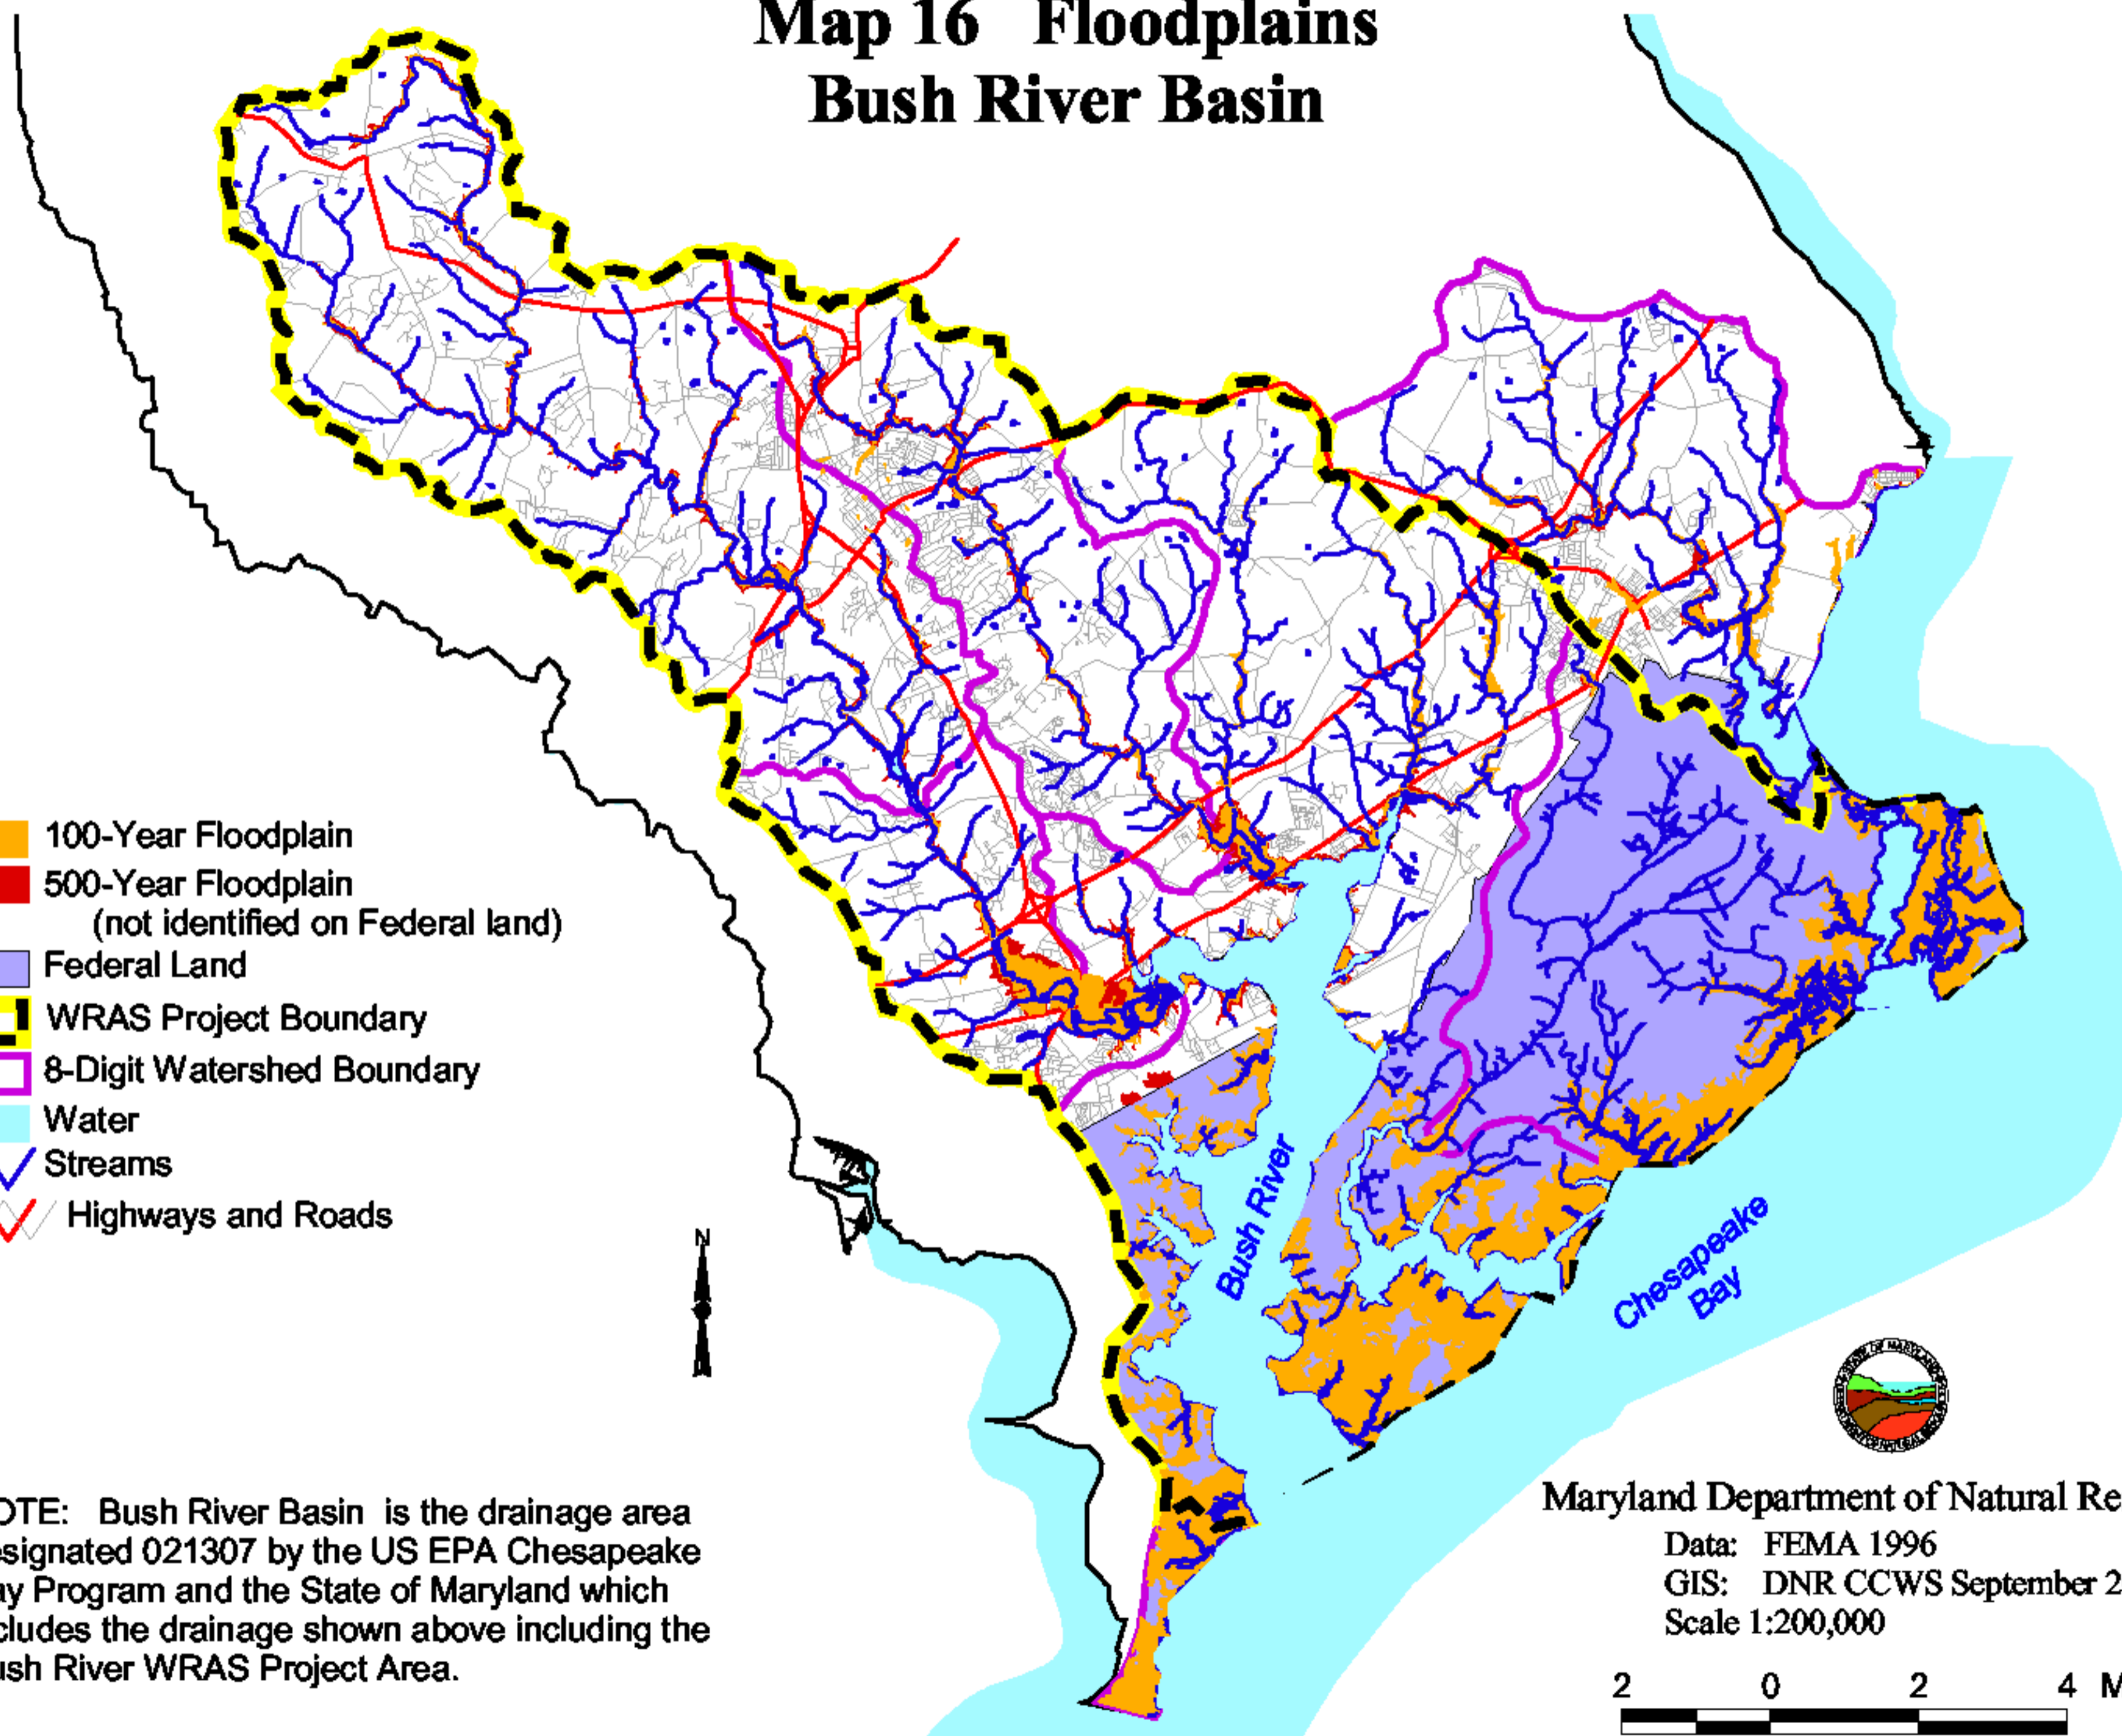 Map 16 Floodplains
Bush River Basin
100-Year Floodplain
500-Year Floodplain
(not identified on Federal land)
Federal Land
WRAS Project Boundary
8-Digit Watershed Boundary
Water
Streams
Highways and Roads
N
Bush River
Chesapeake
Bay
OTE: Bush River Basin is the drainage area
signated 021307 by the US EPA Chesapeake
ay Program and the State of Maryland which
cludes the drainage shown above including the
ush River WRAS Project Area.
Maryland Department of Natural Re
Data: FEMA 1996
GIS: DNR CCWS September 2
Scale 1:200,000
2 0 2 4 M